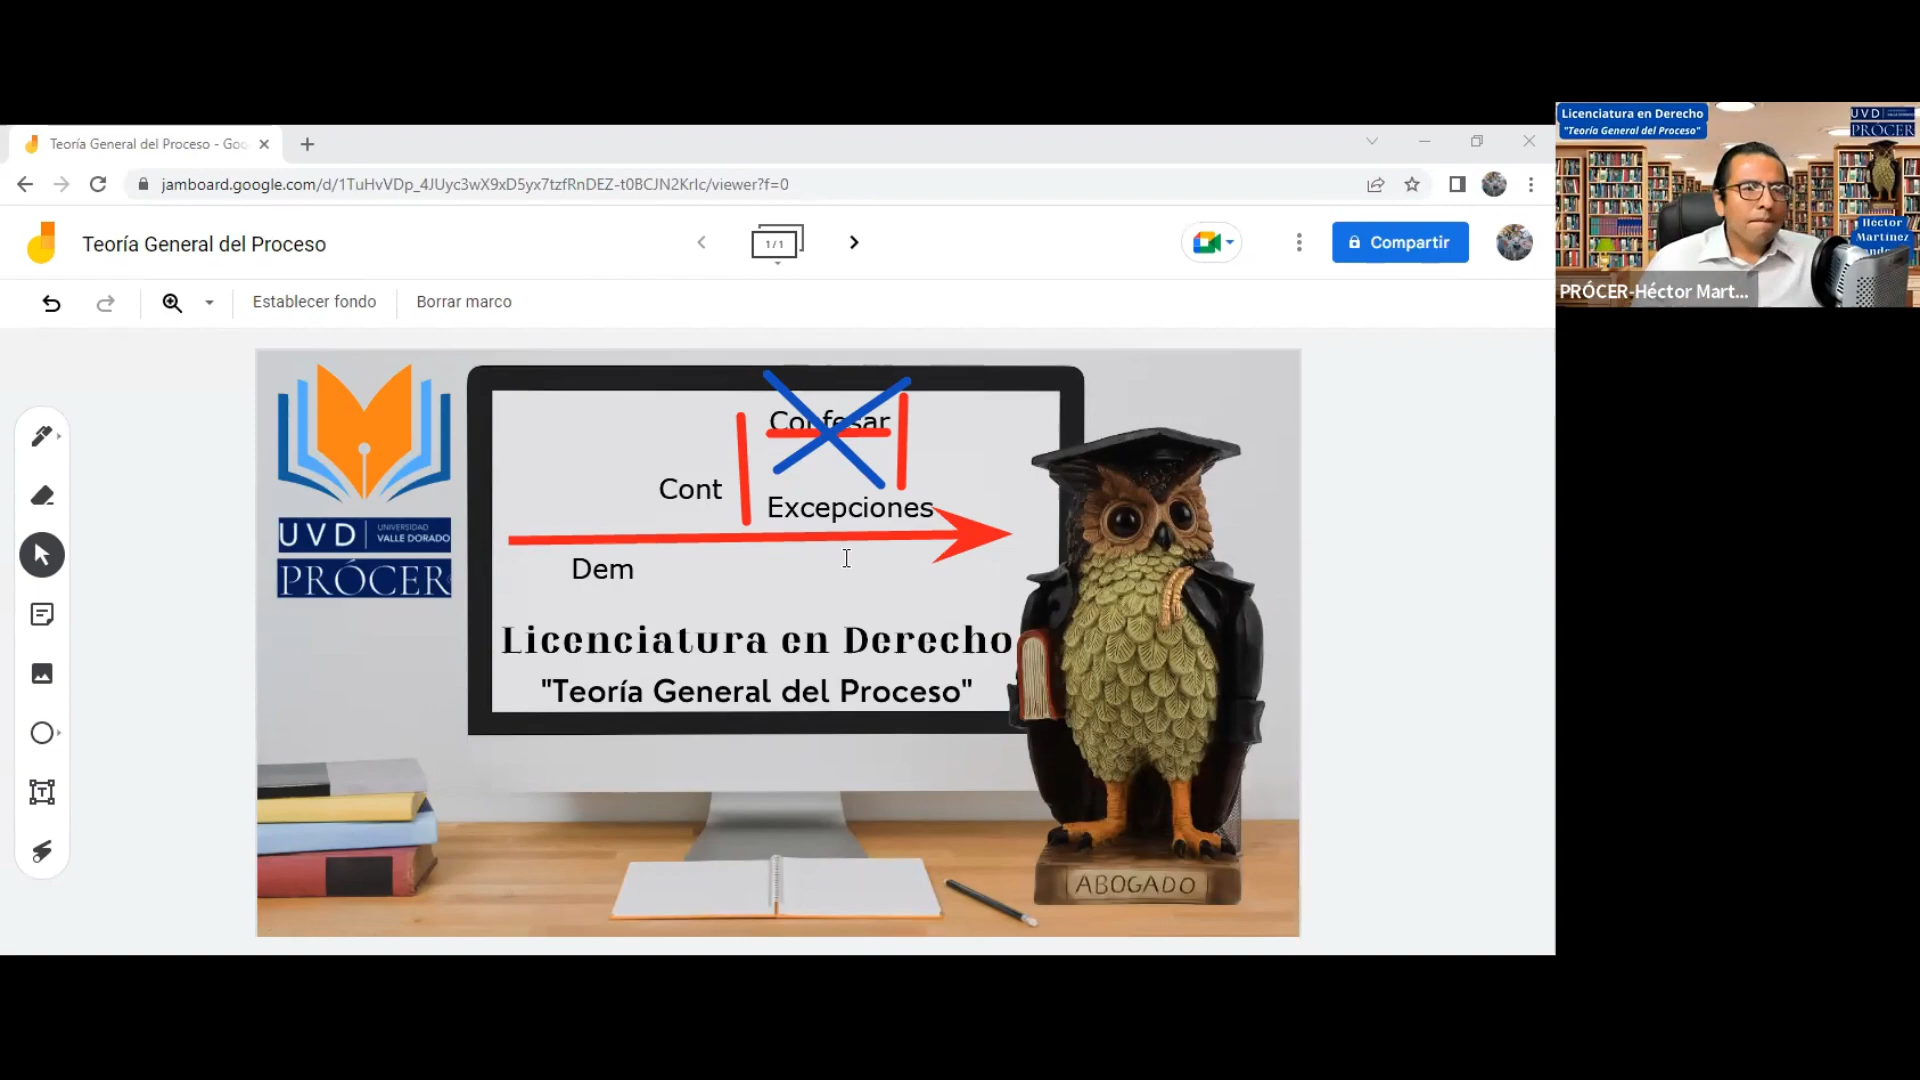 Teoría General del Proceso - Goo
jamboard.google.com/d/1TuHvVDp_4JUyc3wX9xD5yx7tzfRnDEZ-t0BCJN2KrIc/viewer?f=0
Teoría General del Proceso
1/1
Compartir
Establecer fondo
Borrar marco
Confesar
Cont
Excepciones
Dem
UVD
UNIVERSIDAD
VALLE DORADO
PRÓCER
Licenciatura en Derecho
"Teoría General del Proceso"
ABOGADO
Licenciatura en Derecho
"Teoría General del Proceso"
UVD
PRÓCER
Héctor
Martínez
PRÓCER-Héctor Mart...